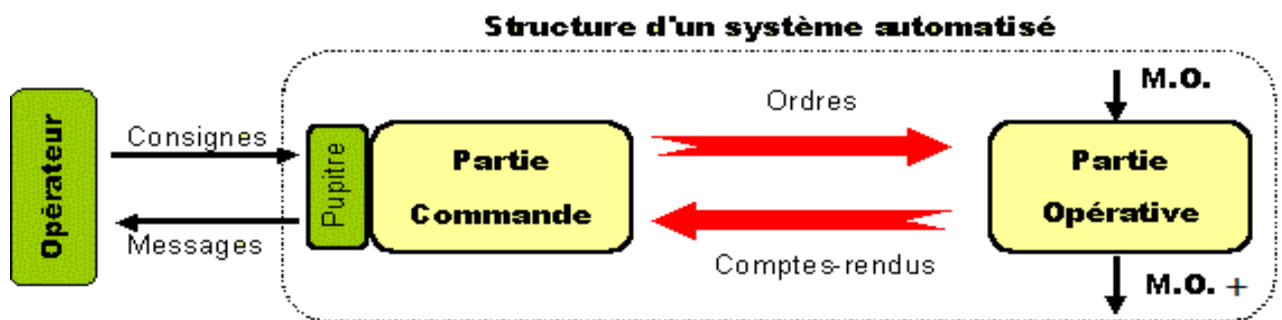 Structure d'un système automatisé
Opérateur
Consignes
Messages
Pupitre
Partie
Commande
Ordres
Comptes-rendus
M.O.
Partie
Opérative
M.O. +